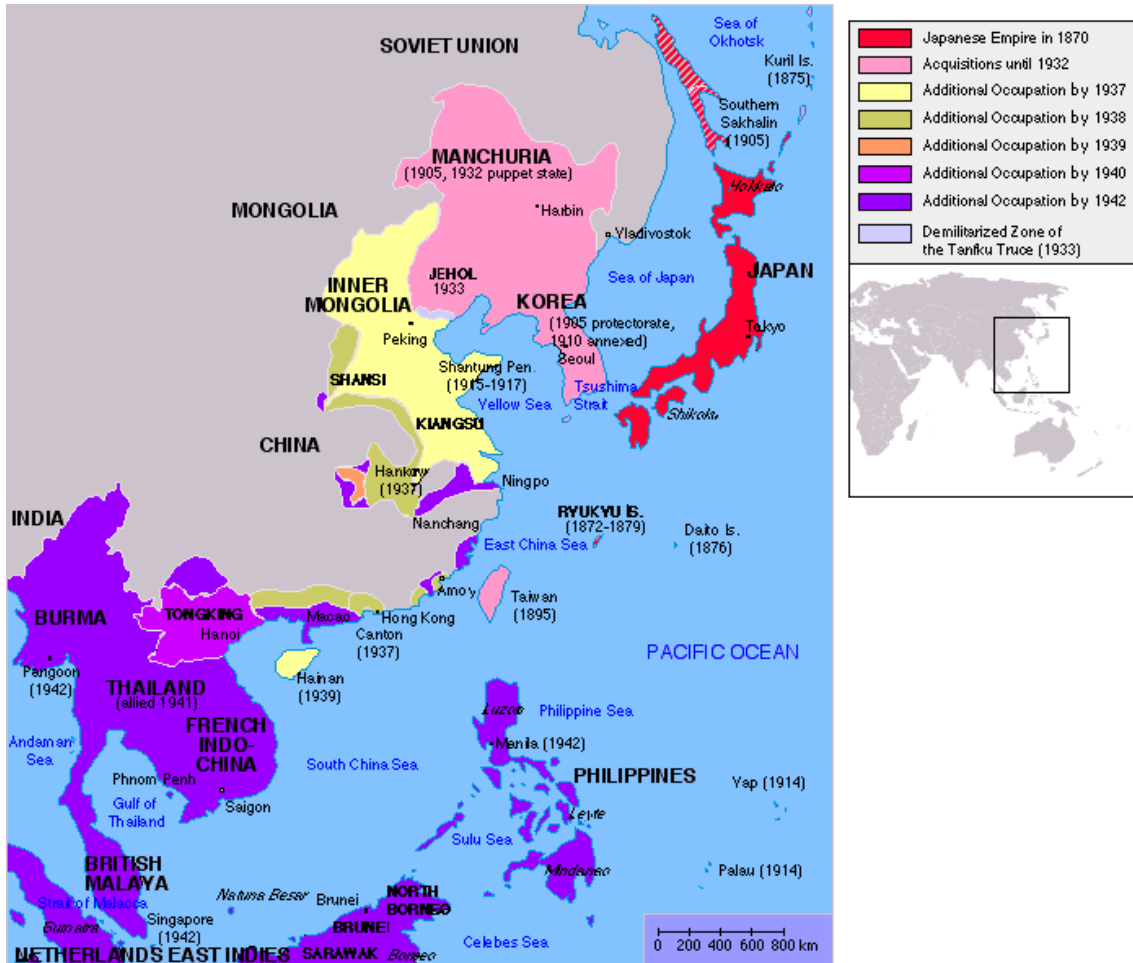 SOVIET UNION
Sea of
Okhotsk
Kuril Is.
(1875)
Southern
Sakhalin
(1905)
MANCHURIA
(1905, 1932 puppet state)
Hokkaido
Harbin
MONGOLIA
Vladivostok
Sea of Japan
JAPAN
JEHOL
1933
INNER
MONGOLIA
KOREA
(1905 protectorate,
1910 annexed)
Tokyo
Peking
Seoul
Shantung Pen.
(1915-1917)
SHANSI
Tsushima
Strait
Yellow Sea
Shikoku
KIANGSU
CHINA
Hankow
(1937)
Ningpo
Nanchang
RYUKYU IS.
(1872-1879)
Daito Is.
(1876)
INDIA
East China Sea
Amoy
Taiwan
(1895)
BURMA
TONGKING
Hanoi
Macao
Hong Kong
Canton
(1937)
PACIFIC OCEAN
Pangoon
(1942)
Hainan
(1939)
THAILAND
(allied 1941)
Luzon
Philippine Sea
FRENCH
INDO-
CHINA
Andaman
Sea
Manila (1942)
South China Sea
PHILIPPINES
Phnom Penh
Yap (1914)
Gulf of
Thailand
Saigon
Leyte
Sulu Sea
BRITISH
MALAYA
Mindanao
Palau (1914)
Strait of Malacca
Natuna Besar
Brunei
NORTH
BORNEO
Singapore
(1942)
Sumatra
BRUNEI
Celebes Sea
NETHERLANDS EAST INDIES
SARAWAK
Borneo
0 200 400 600 800 km
Japanese Empire in 1870
Acquisitions until 1932
Additional Occupation by 1937
Additional Occupation by 1938
Additional Occupation by 1939
Additional Occupation by 1940
Additional Occupation by 1942
Demilitarized Zone of
the Tanfku Truce (1933)